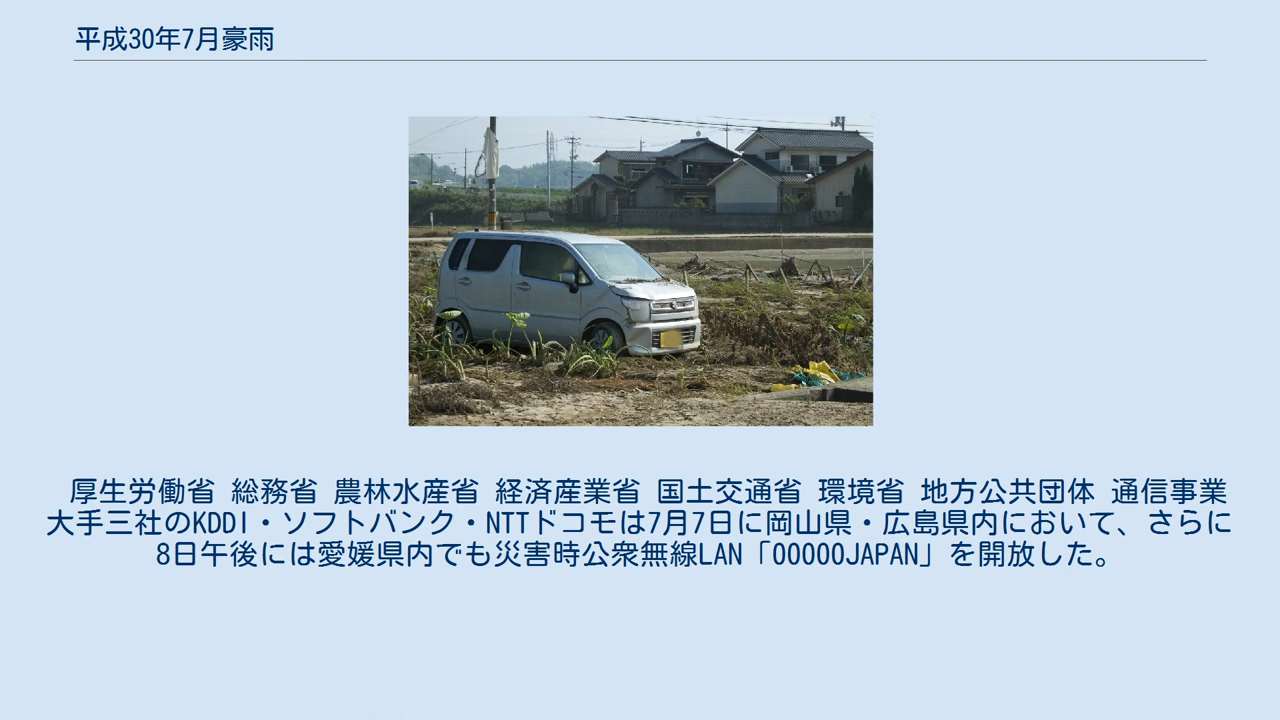 平成30年7月豪雨
厚生労働省 総務省 農林水産省 経済産業省 国土交通省 環境省 地方公共団体 通信事業
大手三社のKDDI・ソフトバンク・NTTドコモは7月7日に岡山県・広島県内において、さらに
8日午後には愛媛県内でも災害時公衆無線LAN「00000JAPAN」を開放した。